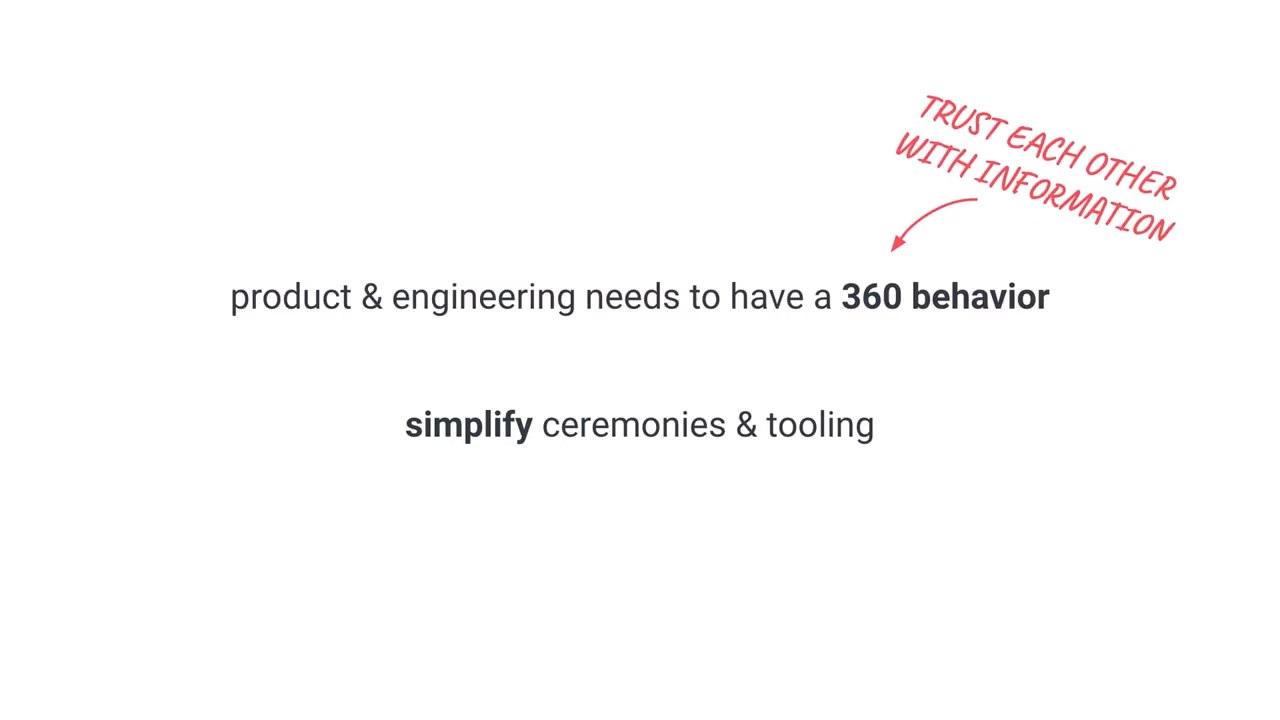 TRUST EACH OTHER
WITH INFORMATION
product & engineering needs to have a 360 behavior
simplify ceremonies & tooling